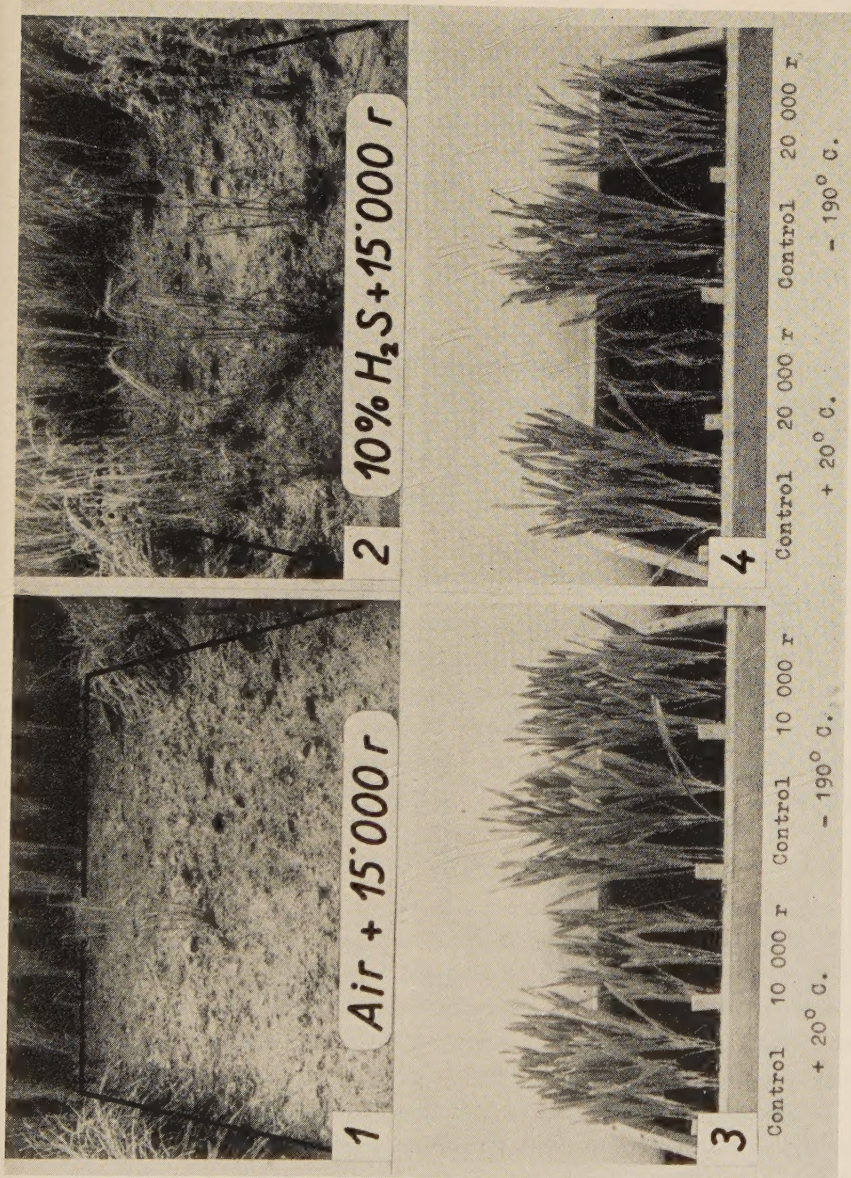 1
Air + 15˙000 r
2
10% H₂S + 15˙000 r
3
Control 10 000 r Control 10 000 r
+ 20° C. - 190° C.
4
Control 20 000 r Control 20 000 r
+ 20° C. - 190° C.